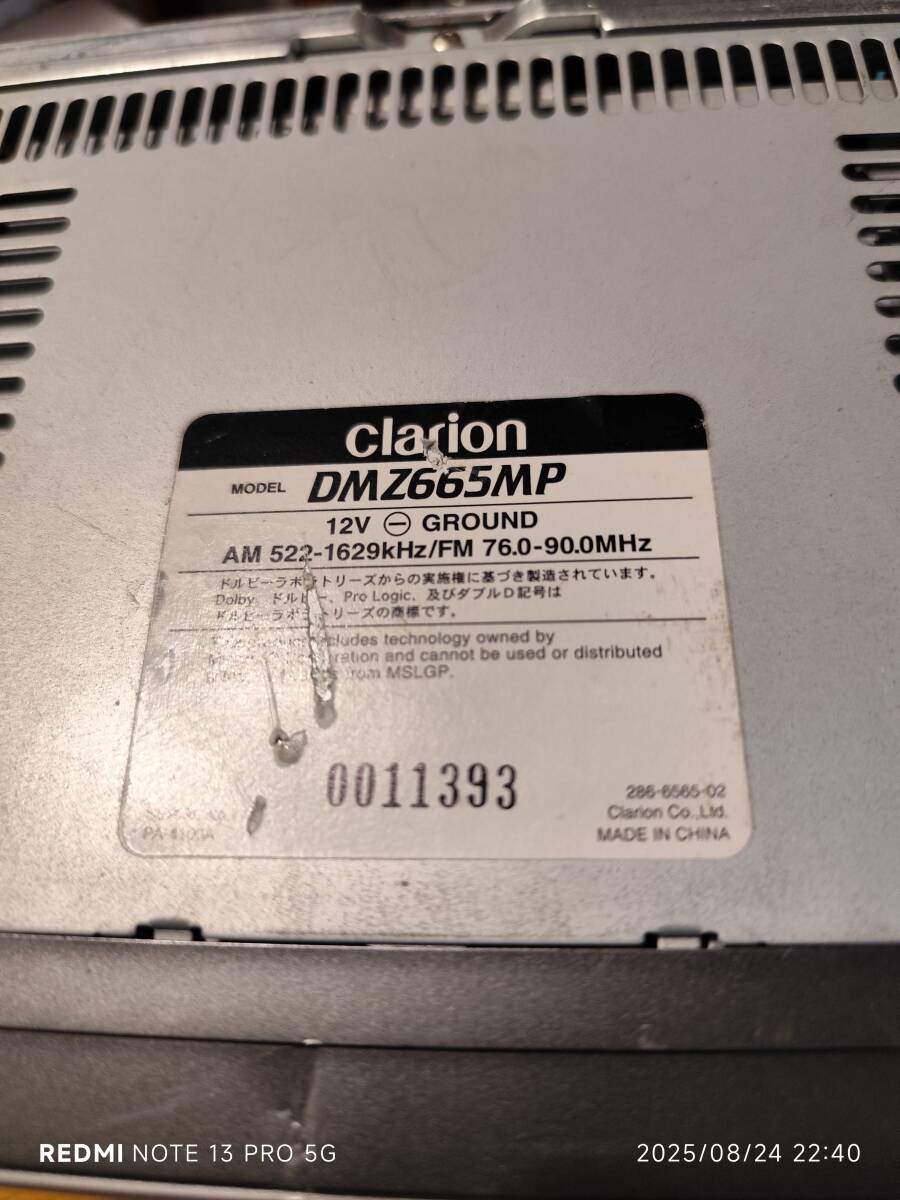 clarion
MODEL DMZ665MP
12V ⊖ GROUND
AM 522-1629kHz/FM 76.0-90.0MHz
ドルビーラボラトリーズからの実施権に基づき製造されています。
Dolby、ドルビー、Pro Logic、及びダブルD記号は
ドルビーラボラトリーズの商標です。
includes technology owned by
and cannot be used or distributed
from MSLGP.
0011393
286-6565-02
Clarion Co.,Ltd.
MADE IN CHINA
REDMI NOTE 13 PRO 5G
2025/08/24 22:40